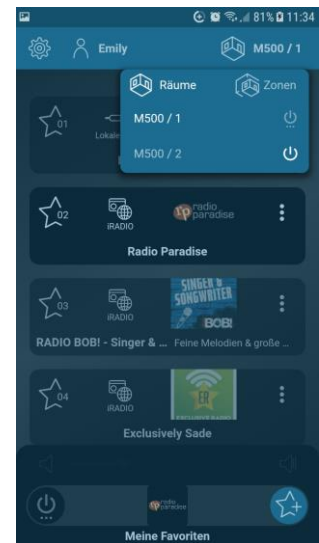 81% 11:34
Emily
M500 / 1
Räume
Zonen
M500 / 1
M500 / 2
01
Lokale
02
iRADIO
radio
paradise
Radio Paradise
03
iRADIO
SINGER &
SONGWRITER
BOB!
RADIO BOB! - Singer & ...
Feine Melodien & große ...
04
iRADIO
ER
EXCLUSIVELY RADIO
Exclusively Sade
radio
paradise
Meine Favoriten